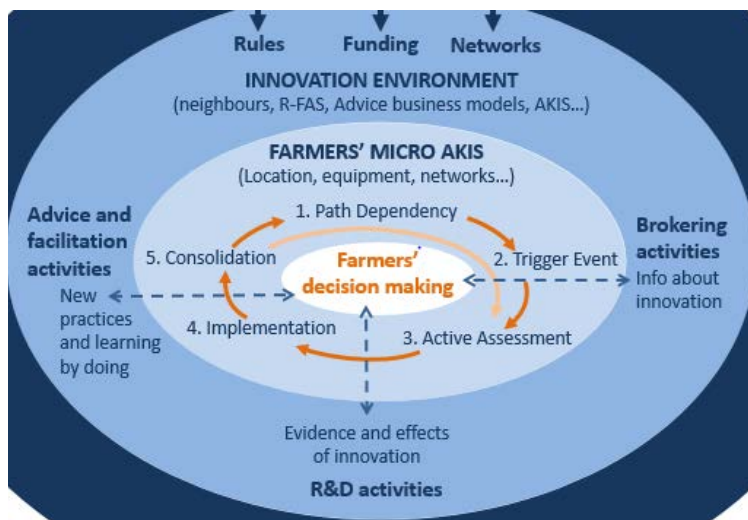 Rules
Funding
Networks
INNOVATION ENVIRONMENT
(neighbours, R-FAS, Advice business models, AKIS...)
FARMERS' MICRO AKIS
(Location, equipment, networks...)
Advice and
facilitation
activities
New
practices
and learning
by doing
1. Path Dependency
5. Consolidation
2. Trigger Event
Farmers'
decision making
4. Implementation
3. Active Assessment
Brokering
activities
Info about
innovation
Evidence and effects
of innovation
R&D activities